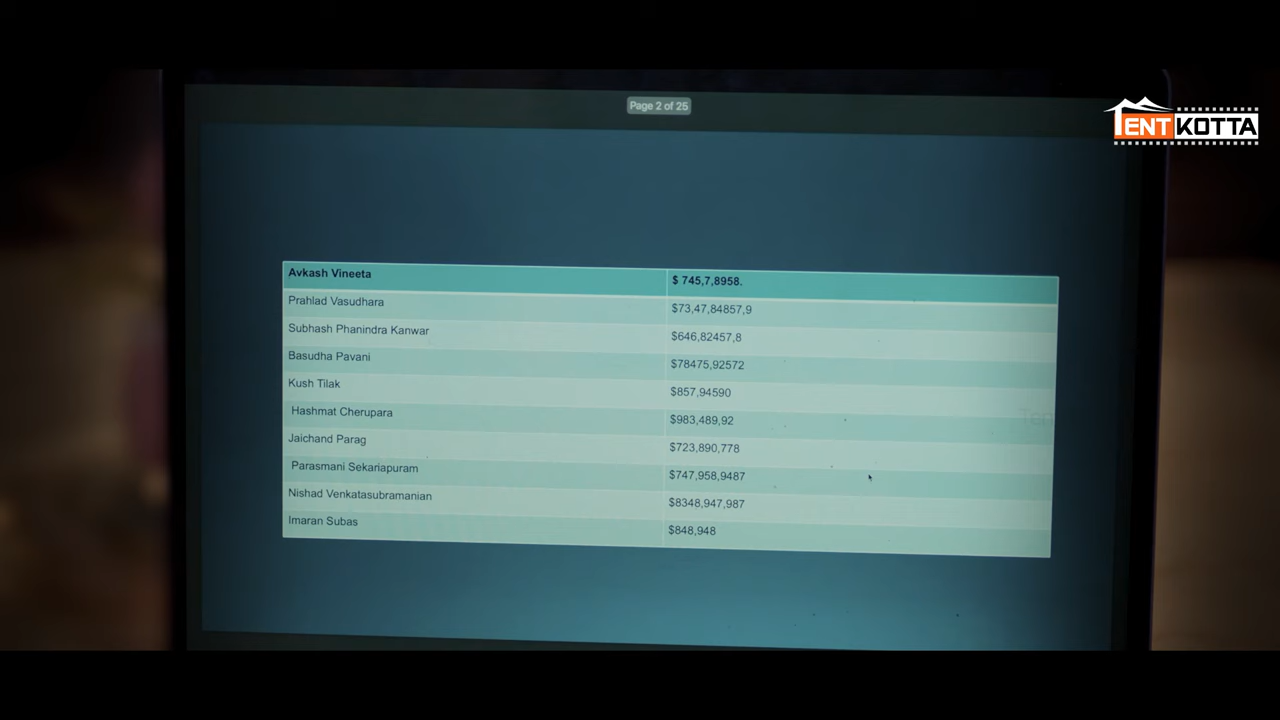 Page 2 of 25
TENTKOTTA
Avkash Vineeta $ 745,7,8958.
Prahlad Vasudhara $73,47,84857,9
Subhash Phanindra Kanwar $646,82457,8
Basudha Pavani $78475,92572
Kush Tilak $857,94590
Hashmat Cherupara $983,489,92
Jaichand Parag $723,890,778
Parasmani Sekariapuram $747,958,9487
Nishad Venkatasubramanian $8348,947,987
Imaran Subas $848,948